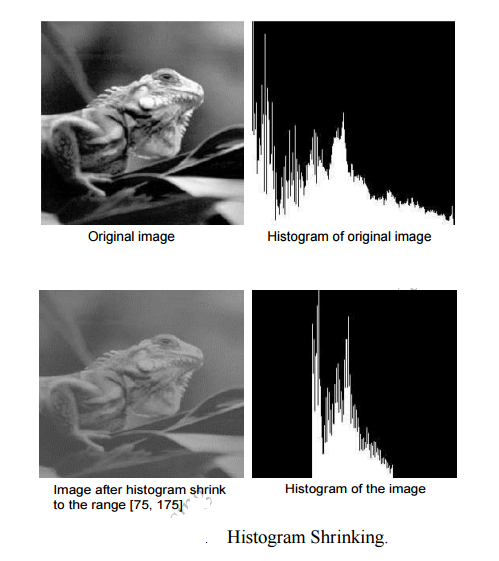 Original image
Histogram of original image
Image after histogram shrink
to the range [75, 175]
Histogram of the image
. Histogram Shrinking.